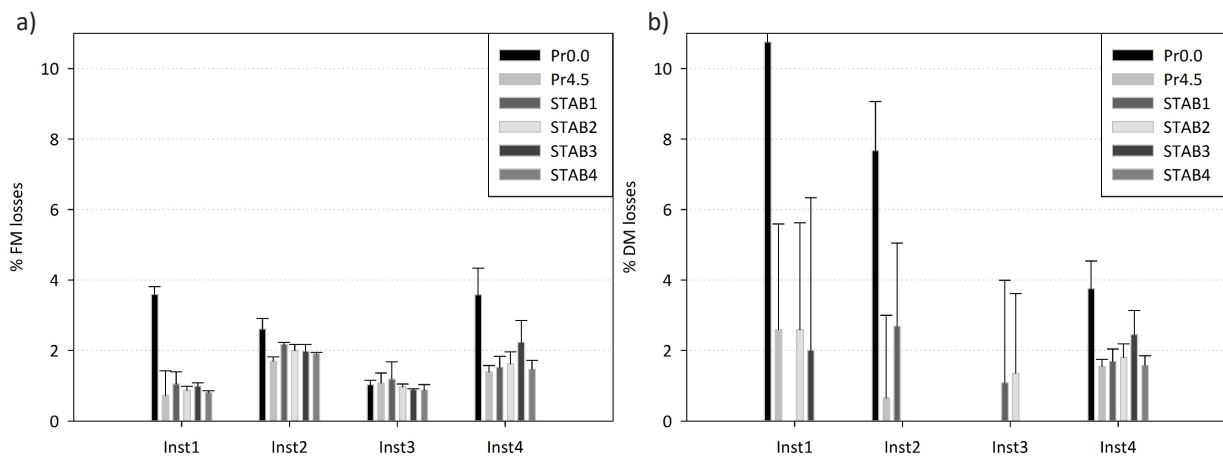 a)
% FM losses
10
8
6
4
2
0
Pr0.0
Pr4.5
STAB1
STAB2
STAB3
STAB4
Inst1 Inst2 Inst3 Inst4
b)
% DM losses
10
8
6
4
2
0
Pr0.0
Pr4.5
STAB1
STAB2
STAB3
STAB4
Inst1 Inst2 Inst3 Inst4